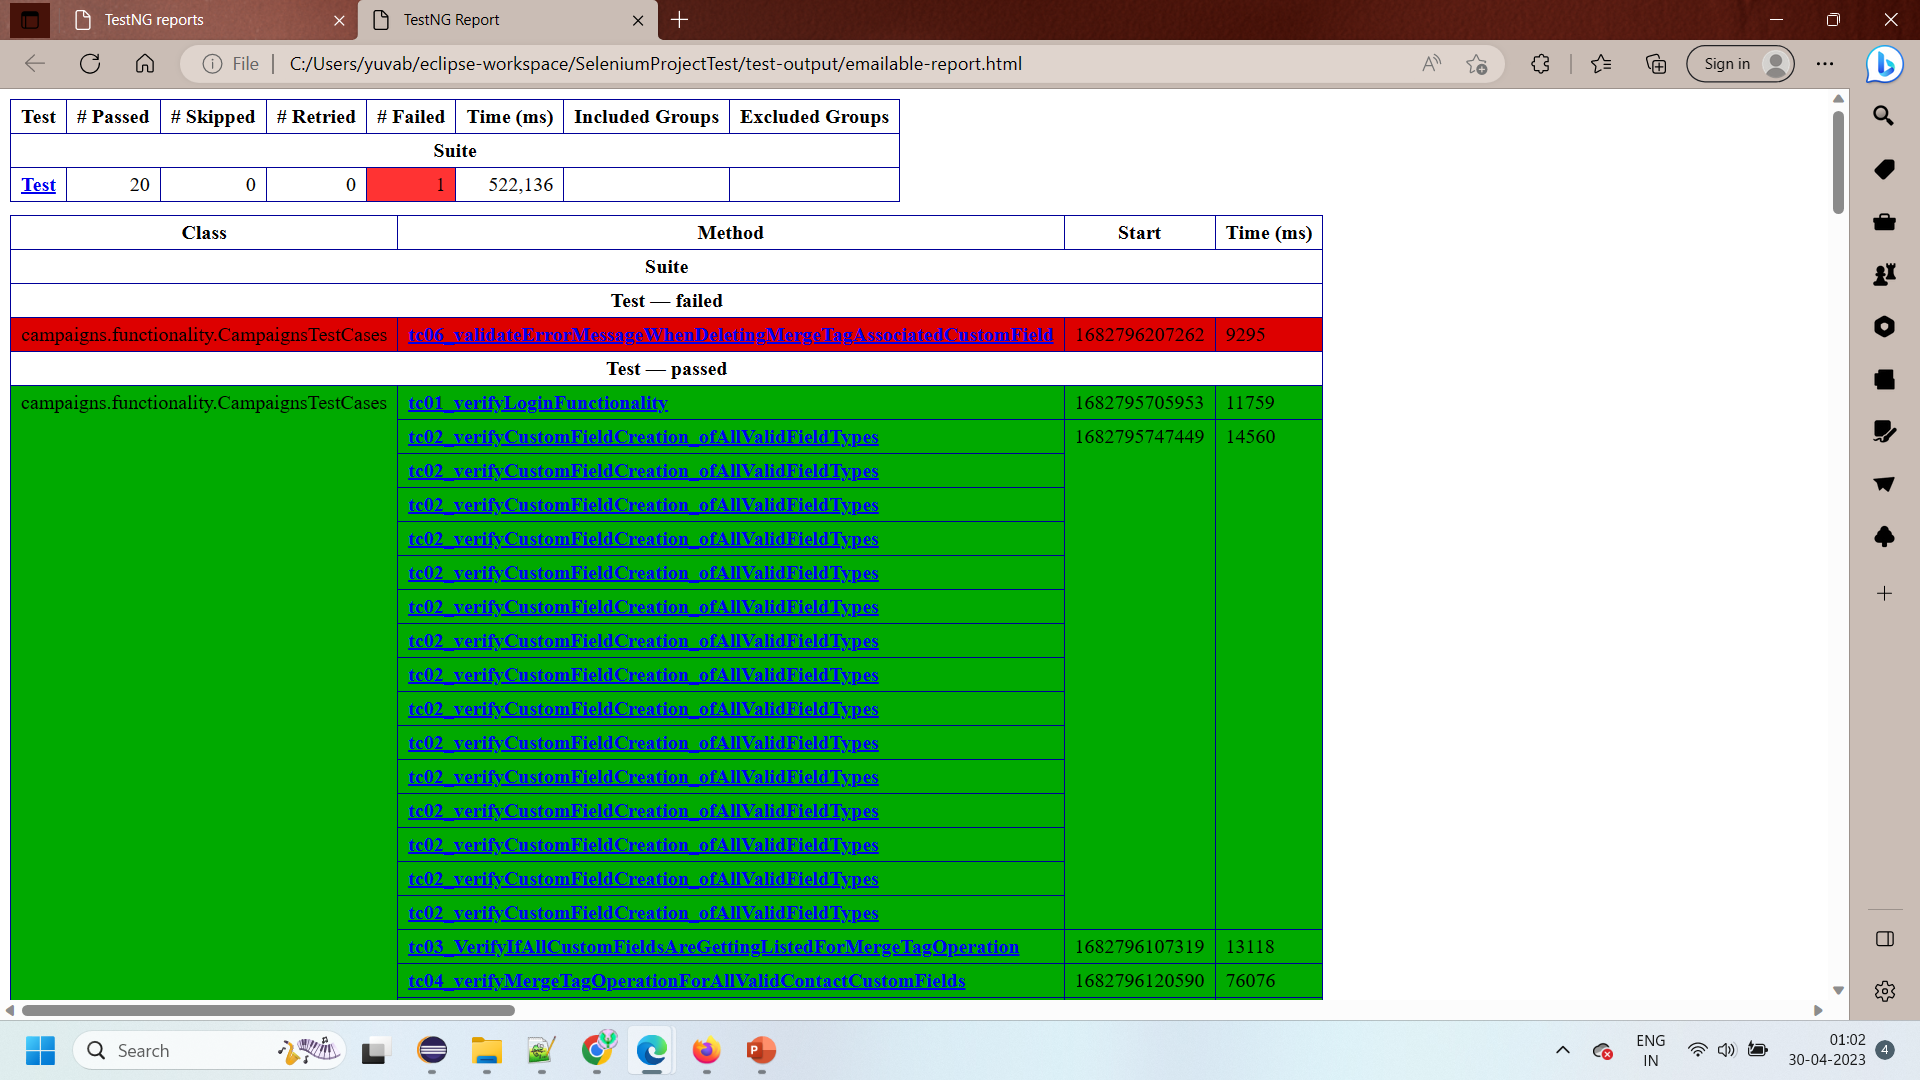 TestNG reports
TestNG Report
File
C:/Users/yuvab/eclipse-workspace/SeleniumProjectTest/test-output/emailable-report.html
Sign in
Test # Passed # Skipped # Retried # Failed Time (ms) Included Groups Excluded Groups
Suite
Test 20 0 0 1 522,136
Class Method Start Time (ms)
Suite
Test — failed
campaigns.functionality.CampaignsTestCases tc06_validateErrorMessageWhenDeletingMergeTagAssociatedCustomField 1682796207262 9295
Test — passed
campaigns.functionality.CampaignsTestCases tc01_verifyLoginFunctionality 1682795705953 11759
tc02_verifyCustomFieldCreation_ofAllValidFieldTypes 1682795747449 14560
tc02_verifyCustomFieldCreation_ofAllValidFieldTypes
tc02_verifyCustomFieldCreation_ofAllValidFieldTypes
tc02_verifyCustomFieldCreation_ofAllValidFieldTypes
tc02_verifyCustomFieldCreation_ofAllValidFieldTypes
tc02_verifyCustomFieldCreation_ofAllValidFieldTypes
tc02_verifyCustomFieldCreation_ofAllValidFieldTypes
tc02_verifyCustomFieldCreation_ofAllValidFieldTypes
tc02_verifyCustomFieldCreation_ofAllValidFieldTypes
tc02_verifyCustomFieldCreation_ofAllValidFieldTypes
tc02_verifyCustomFieldCreation_ofAllValidFieldTypes
tc02_verifyCustomFieldCreation_ofAllValidFieldTypes
tc02_verifyCustomFieldCreation_ofAllValidFieldTypes
tc02_verifyCustomFieldCreation_ofAllValidFieldTypes
tc02_verifyCustomFieldCreation_ofAllValidFieldTypes
tc03_VerifyIfAllCustomFieldsAreGettingListedForMergeTagOperation 1682796107319 13118
tc04_verifyMergeTagOperationForAllValidContactCustomFields 1682796120590 76076
Search
ENG
IN
01:02
30-04-2023
4